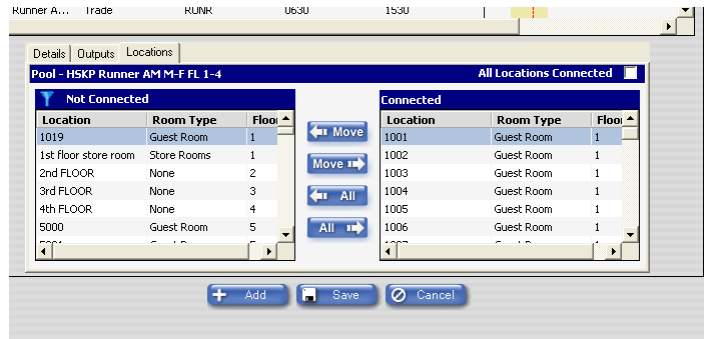 Runner A... Trade RUNR 0630 1530
Details Outputs Locations
Pool - HSKP Runner AM M-F FL 1-4 All Locations Connected
Not Connected
Location Room Type Floor
1019 Guest Room 1
1st floor store room Store Rooms 1
2nd FLOOR None 2
3rd FLOOR None 3
4th FLOOR None 4
5000 Guest Room 5
Move
Move
All
All
Connected
Location Room Type Floor
1001 Guest Room 1
1002 Guest Room 1
1003 Guest Room 1
1004 Guest Room 1
1005 Guest Room 1
1006 Guest Room 1
Add Save Cancel